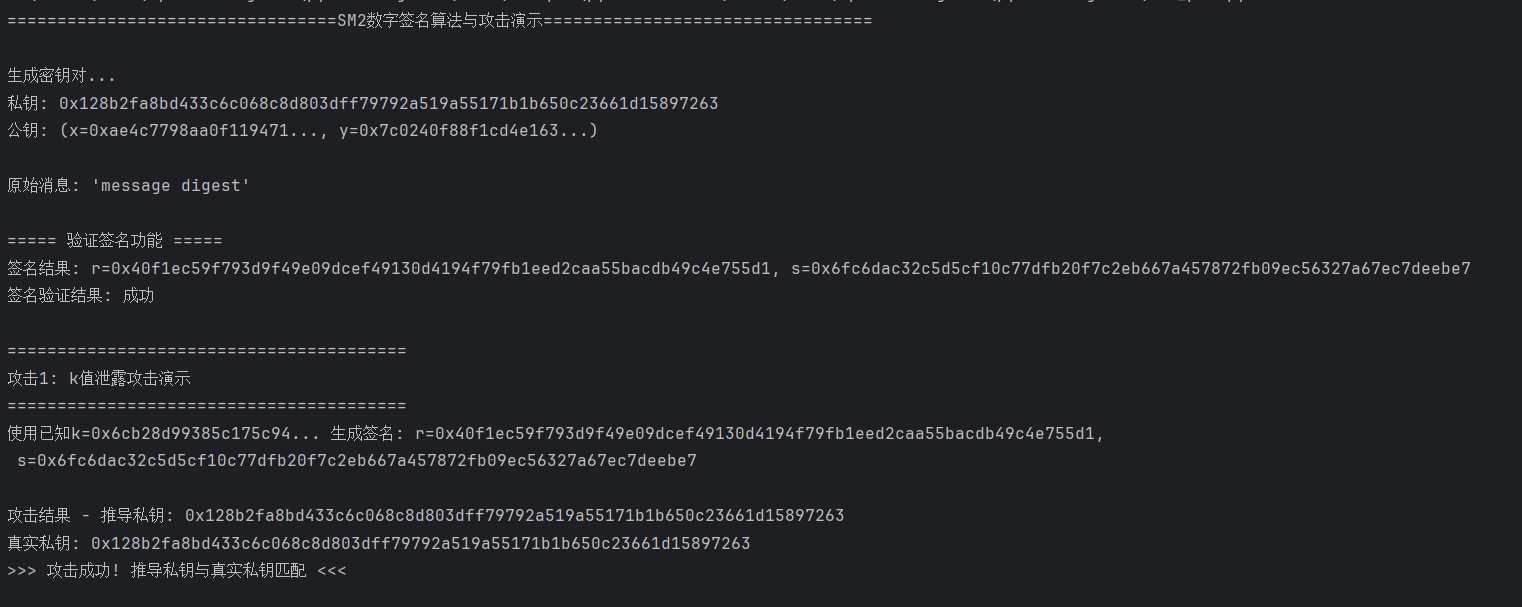 =================================SM2数字签名算法与攻击演示=================================
生成密钥对...
私钥: 0x128b2fa8bd433c6c068c8d803dff79792a519a55171b1b650c23661d15897263
公钥: (x=0xae4c7798aa0f119471..., y=0x7c0240f88f1cd4e163...)
原始消息: 'message digest'
===== 验证签名功能 =====
签名结果: r=0x40f1ec59f793d9f49e09dcef49130d4194f79fb1eed2caa55bacdb49c4e755d1, s=0x6fc6dac32c5d5cf10c77dfb20f7c2eb667a457872fb09ec56327a67ec7deebe7
签名验证结果: 成功
========================================
攻击1: k值泄露攻击演示
========================================
使用已知k=0x6cb28d99385c175c94... 生成签名: r=0x40f1ec59f793d9f49e09dcef49130d4194f79fb1eed2caa55bacdb49c4e755d1,
s=0x6fc6dac32c5d5cf10c77dfb20f7c2eb667a457872fb09ec56327a67ec7deebe7
攻击结果 - 推导私钥: 0x128b2fa8bd433c6c068c8d803dff79792a519a55171b1b650c23661d15897263
真实私钥: 0x128b2fa8bd433c6c068c8d803dff79792a519a55171b1b650c23661d15897263
>>> 攻击成功! 推导私钥与真实私钥匹配 <<<